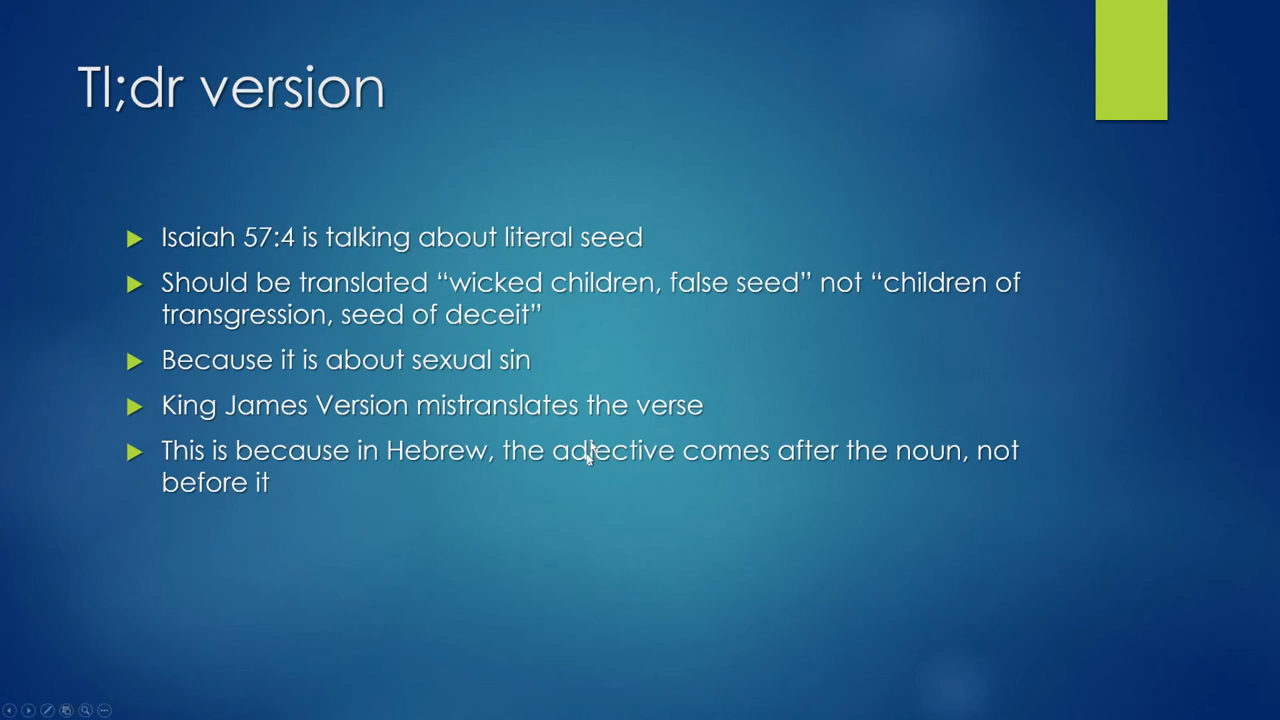 Tl;dr version
Isaiah 57:4 is talking about literal seed
Should be translated “wicked children, false seed” not “children of
transgression, seed of deceit”
Because it is about sexual sin
King James Version mistranslates the verse
This is because in Hebrew, the adjective comes after the noun, not
before it